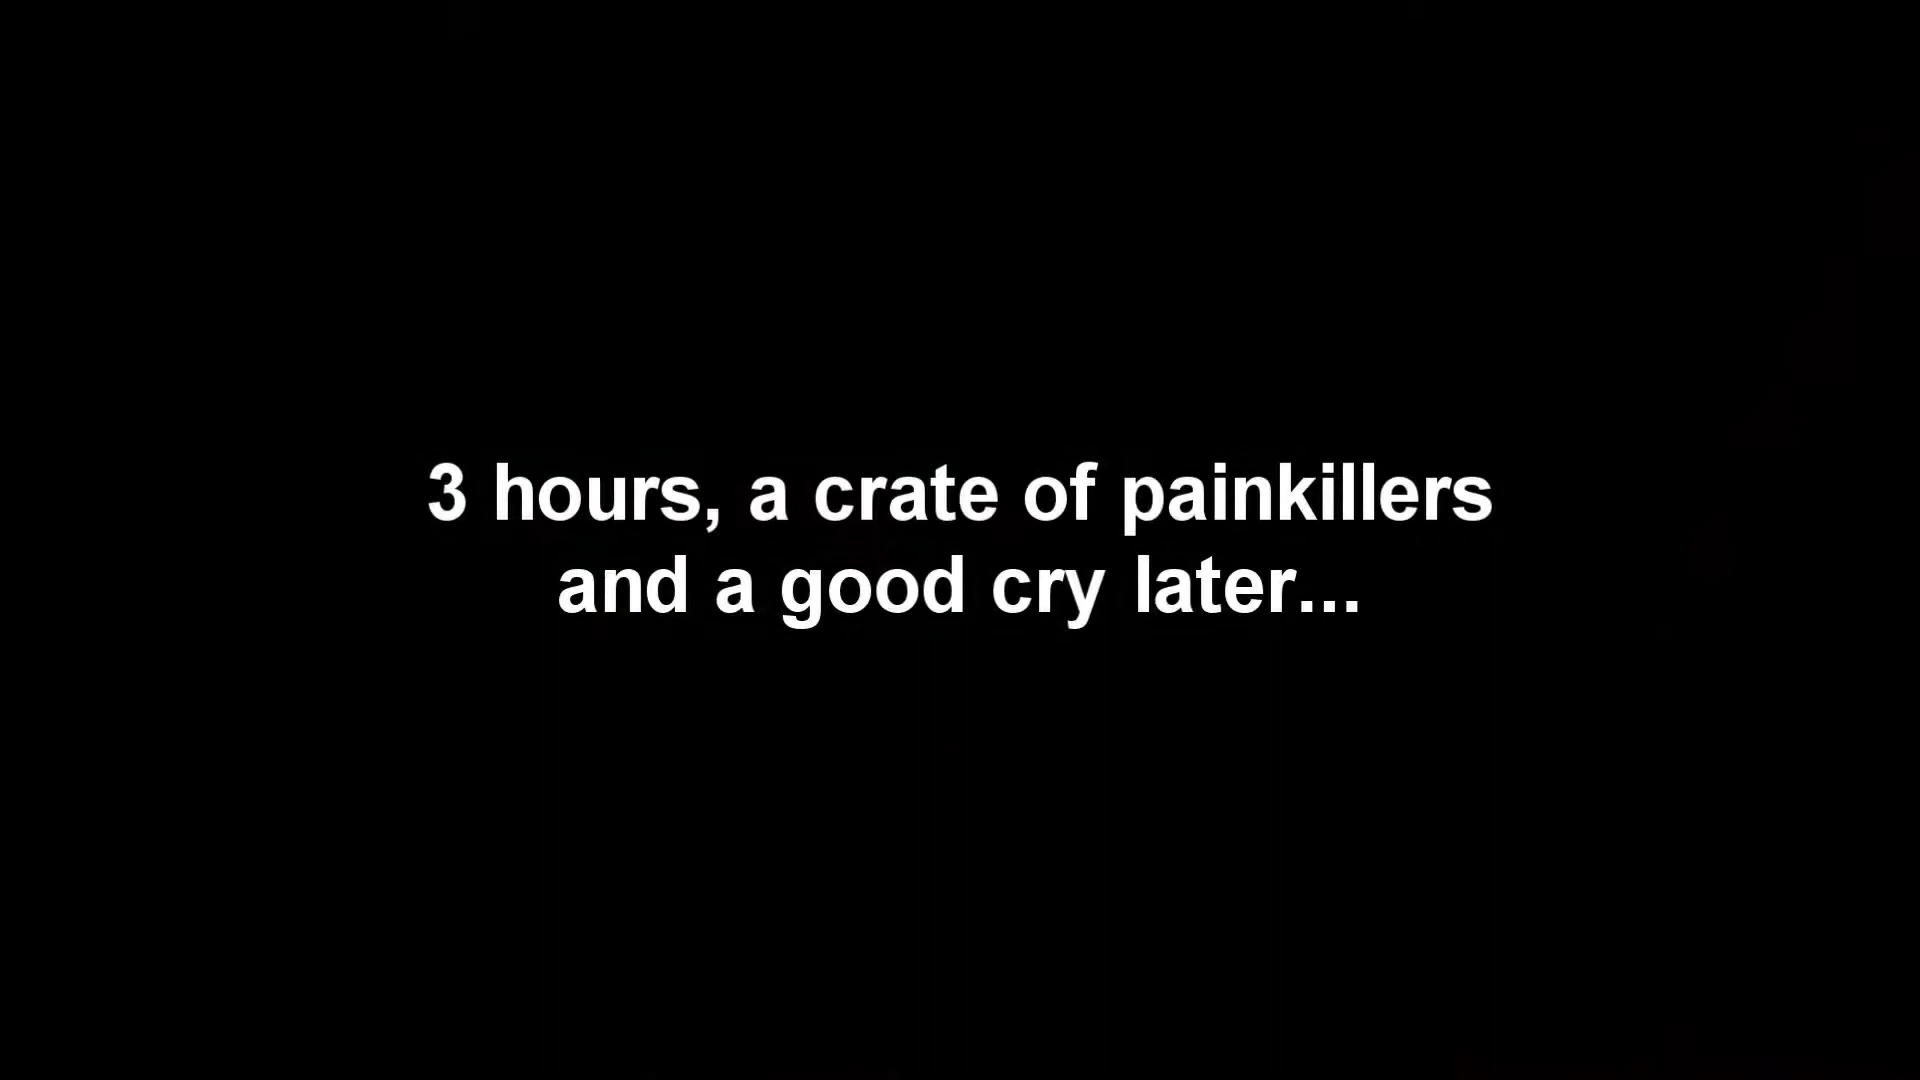 3 hours, a crate of painkillers
and a good cry later...